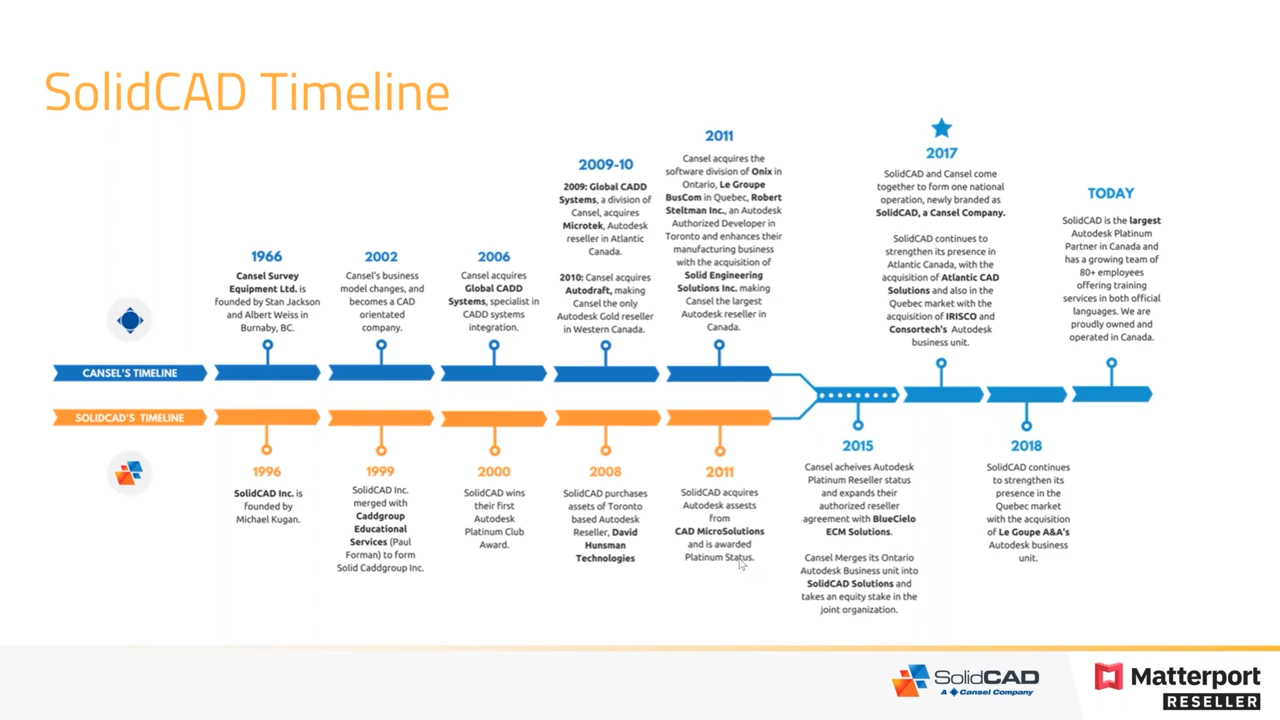 SolidCAD Timeline
1966
Cansel Survey
Equipment Ltd. is
founded by Stan Jackson
and Albert Weiss in
Burnaby, BC.
2002
Cansel's business
model changes, and
becomes a CAD
orientated
company.
2006
Cansel acquires
Global CADD
Systems, specialist in
CADD systems
integration.
2009-10
2009: Global CADD
Systems, a division of
Cansel, acquires
Microtek, Autodesk
reseller in Atlantic
Canada.
2010: Cansel acquires
Autodraft, making
Cansel the only
Autodesk Gold reseller
in Western Canada.
2011
Cansel acquires the
software division of Onix in
Ontario, Le Groupe
BusCom in Quebec, Robert
Steltman Inc., an Autodesk
Authorized Developer in
Toronto and enhances their
manufacturing business
with the acquisition of
Solid Engineering
Solutions Inc. making
Cansel the largest
Autodesk reseller in
Canada.
2017
SolidCAD and Cansel come
together to form one national
operation, newly branded as
SolidCAD, a Cansel Company.
SolidCAD continues to
strengthen its presence in
Atlantic Canada, with the
acquisition of Atlantic CAD
Solutions and also in the
Quebec market with the
acquisition of IRISCO and
Consortech's Autodesk
business unit.
TODAY
SolidCAD is the largest
Autodesk Platinum
Partner in Canada and
has a growing team of
80+ employees
offering training
services in both official
languages. We are
proudly owned and
operated in Canada.
CANSEL'S TIMELINE
SOLIDCAD'S TIMELINE
1996
SolidCAD Inc. is
founded by
Michael Kugan.
1999
SolidCAD Inc.
merged with
Caddgroup
Educational
Services (Paul
Forman) to form
Solid Caddgroup Inc.
2000
SolidCAD wins
their first
Autodesk
Platinum Club
Award.
2008
SolidCAD purchases
assets of Toronto
based Autodesk
Reseller, David
Hunsman
Technologies
2011
SolidCAD acquires
Autodesk assests
from
CAD MicroSolutions
and is awarded
Platinum Status.
2015
Cansel acheives Autodesk
Platinum Reseller status
and expands their
authorized reseller
agreement with BlueCielo
ECM Solutions.
Cansel Merges its Ontario
Autodesk Business unit into
SolidCAD Solutions and
takes an equity stake in the
joint organization.
2018
SolidCAD continues
to strengthen its
presence in the
Quebec market
with the acquisition
of Le Goupe A&A's
Autodesk business
unit.
SolidCAD
A Cansel Company
Matterport
RESELLER